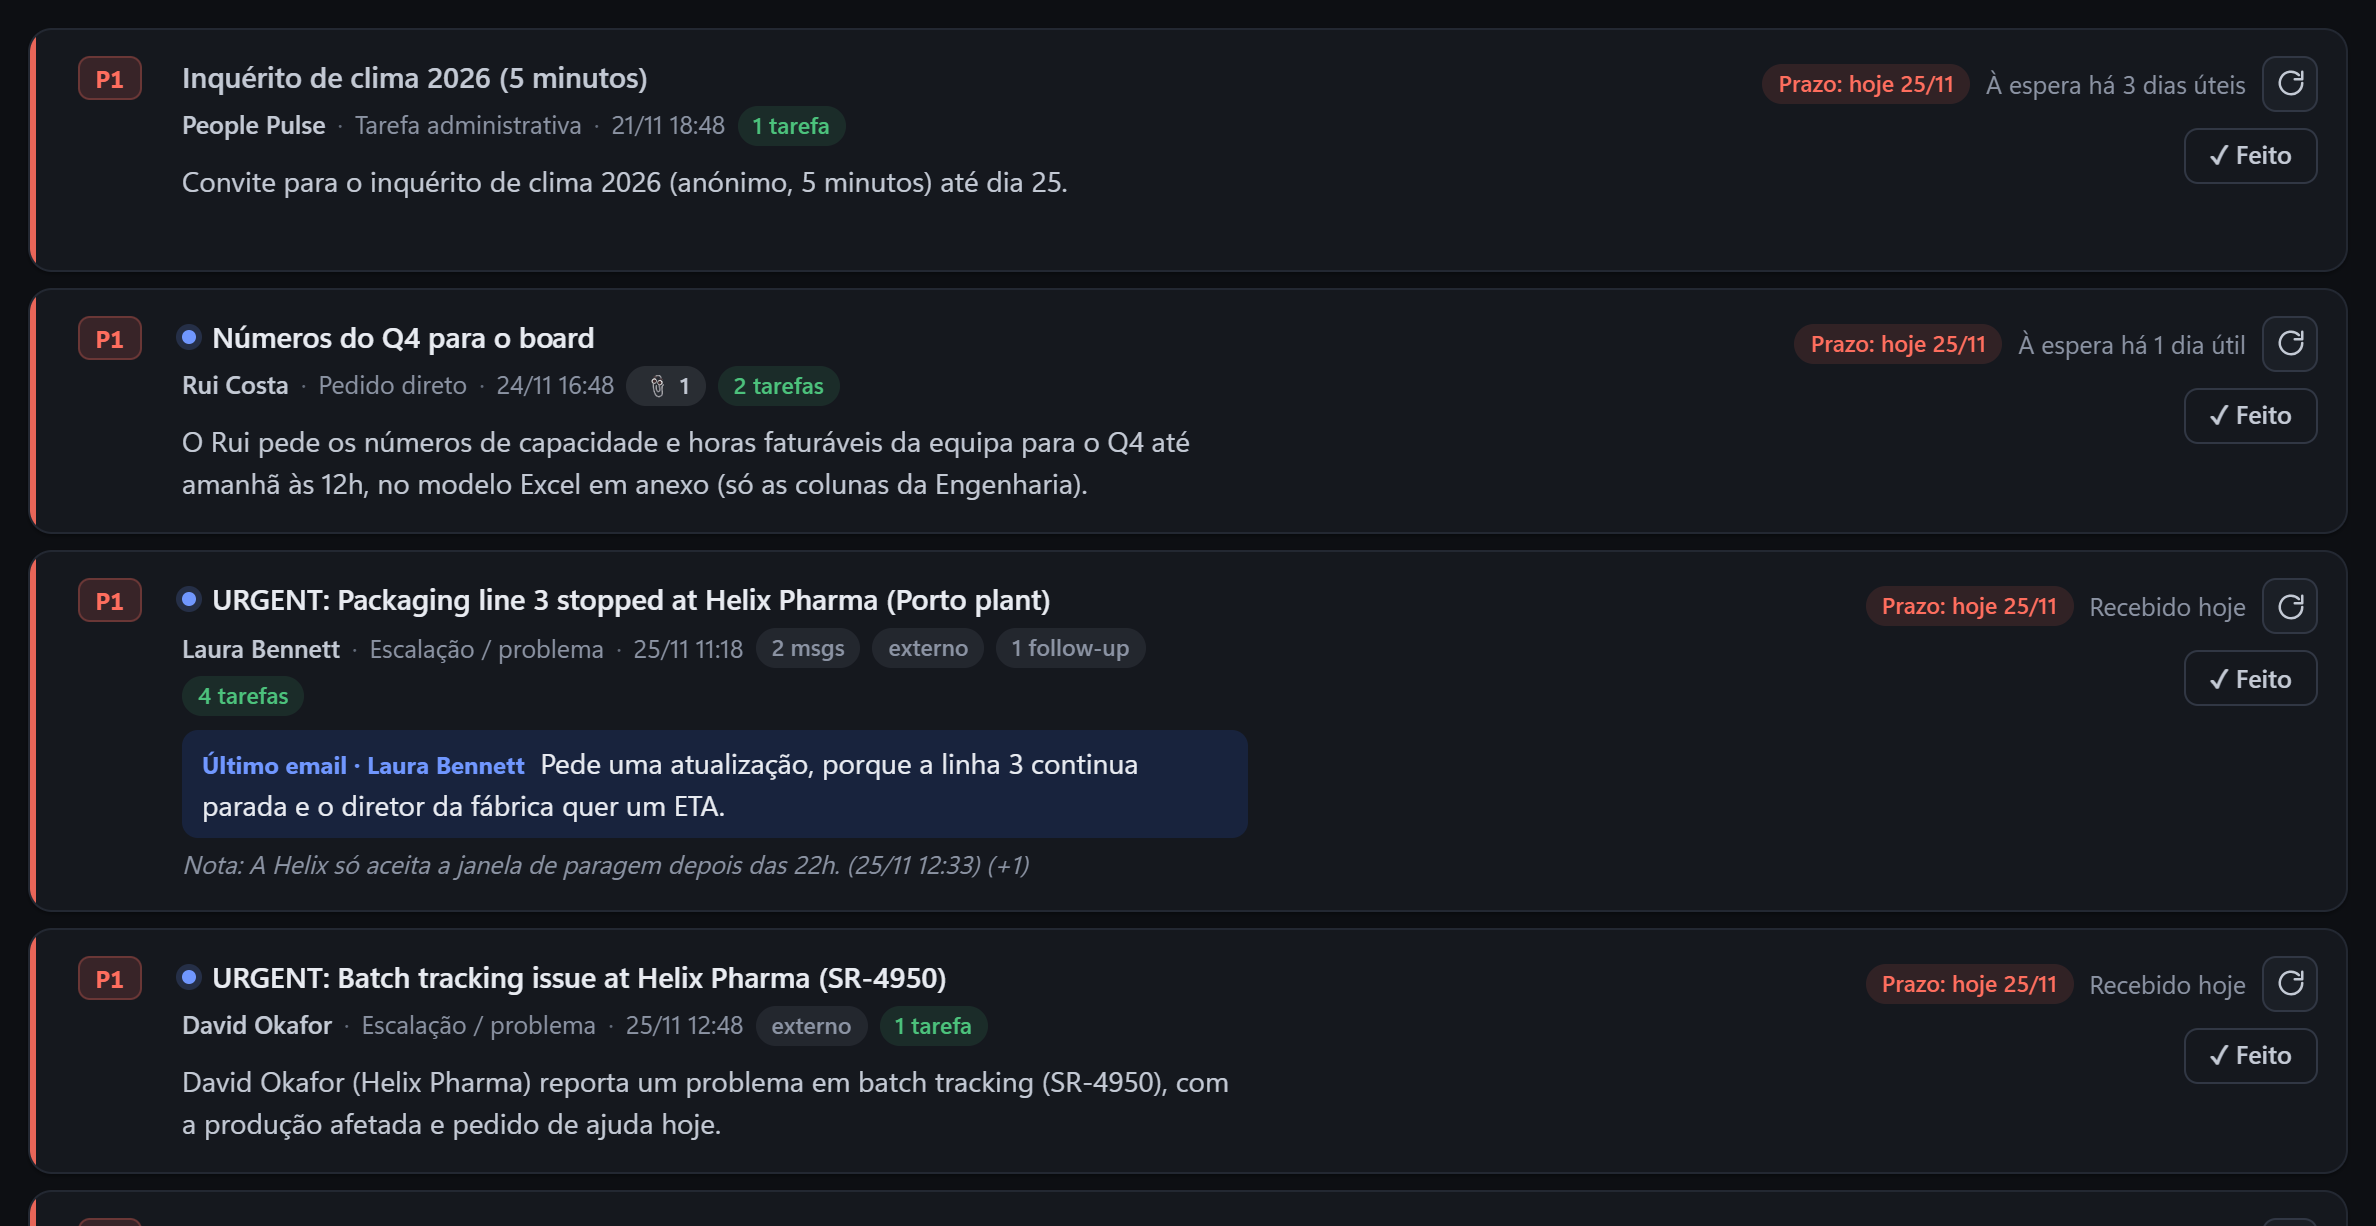 P1 Inquérito de clima 2026 (5 minutos) Prazo: hoje 25/11 À espera há 3 dias úteis
People Pulse · Tarefa administrativa · 21/11 18:48 1 tarefa
✓ Feito
Convite para o inquérito de clima 2026 (anónimo, 5 minutos) até dia 25.
P1 Números do Q4 para o board Prazo: hoje 25/11 À espera há 1 dia útil
Rui Costa · Pedido direto · 24/11 16:48 1 2 tarefas
✓ Feito
O Rui pede os números de capacidade e horas faturáveis da equipa para o Q4 até
amanhã às 12h, no modelo Excel em anexo (só as colunas da Engenharia).
P1 URGENT: Packaging line 3 stopped at Helix Pharma (Porto plant) Prazo: hoje 25/11 Recebido hoje
Laura Bennett · Escalação / problema · 25/11 11:18 2 msgs externo 1 follow-up
✓ Feito
4 tarefas
Último email · Laura Bennett Pede uma atualização, porque a linha 3 continua
parada e o diretor da fábrica quer um ETA.
Nota: A Helix só aceita a janela de paragem depois das 22h. (25/11 12:33) (+1)
P1 URGENT: Batch tracking issue at Helix Pharma (SR-4950) Prazo: hoje 25/11 Recebido hoje
David Okafor · Escalação / problema · 25/11 12:48 externo 1 tarefa
✓ Feito
David Okafor (Helix Pharma) reporta um problema em batch tracking (SR-4950), com
a produção afetada e pedido de ajuda hoje.